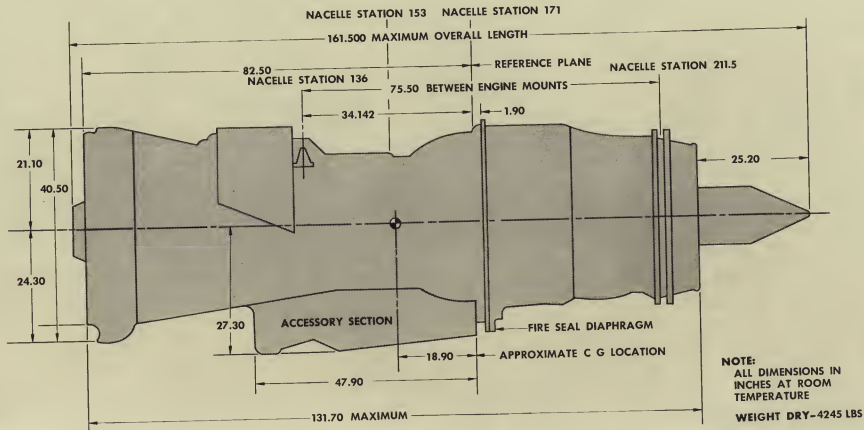 NACELLE STATION 153 NACELLE STATION 171
161.500 MAXIMUM OVERALL LENGTH
82.50
REFERENCE PLANE
NACELLE STATION 136
NACELLE STATION 211.5
75.50 BETWEEN ENGINE MOUNTS
34.142
1.90
21.10
40.50
25.20
24.30
27.30
ACCESSORY SECTION
FIRE SEAL DIAPHRAGM
18.90
APPROXIMATE C G LOCATION
47.90
131.70 MAXIMUM
NOTE:
ALL DIMENSIONS IN
INCHES AT ROOM
TEMPERATURE
WEIGHT DRY-4245 LBS